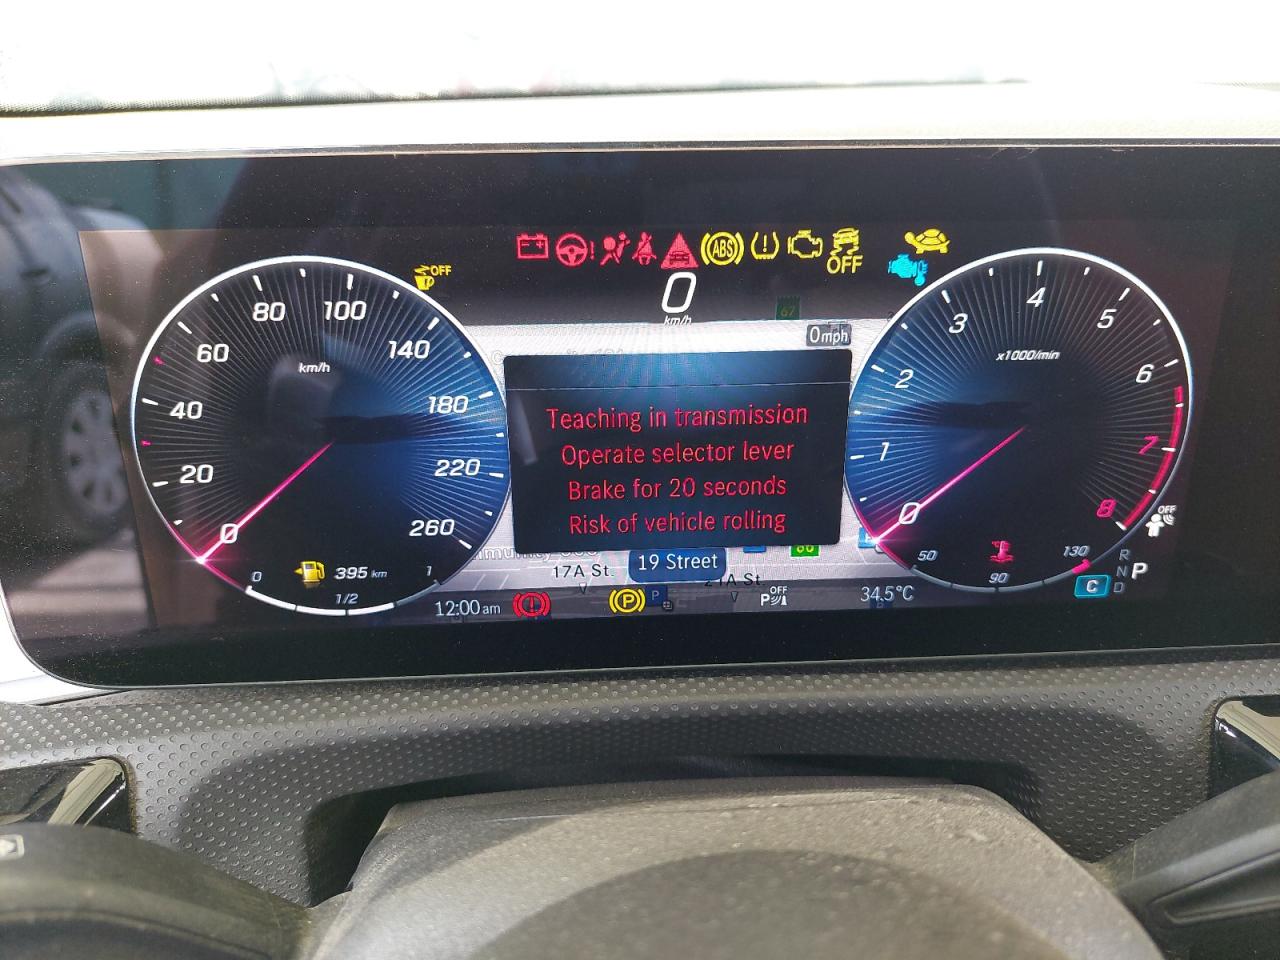 OFF
ABS
OFF
0
km/h
0mph
0
20
40
60
80
100
140
180
220
260
km/h
0
1/2
1
395 km
Teaching in transmission
Operate selector lever
Brake for 20 seconds
Risk of vehicle rolling
0
1
2
3
4
5
6
7
8
x1000/min
50
90
130
17A St.
19 Street
21A St.
12:00 am
P
P
P
OFF
34.5°C
OFF
R
N
D
P
C